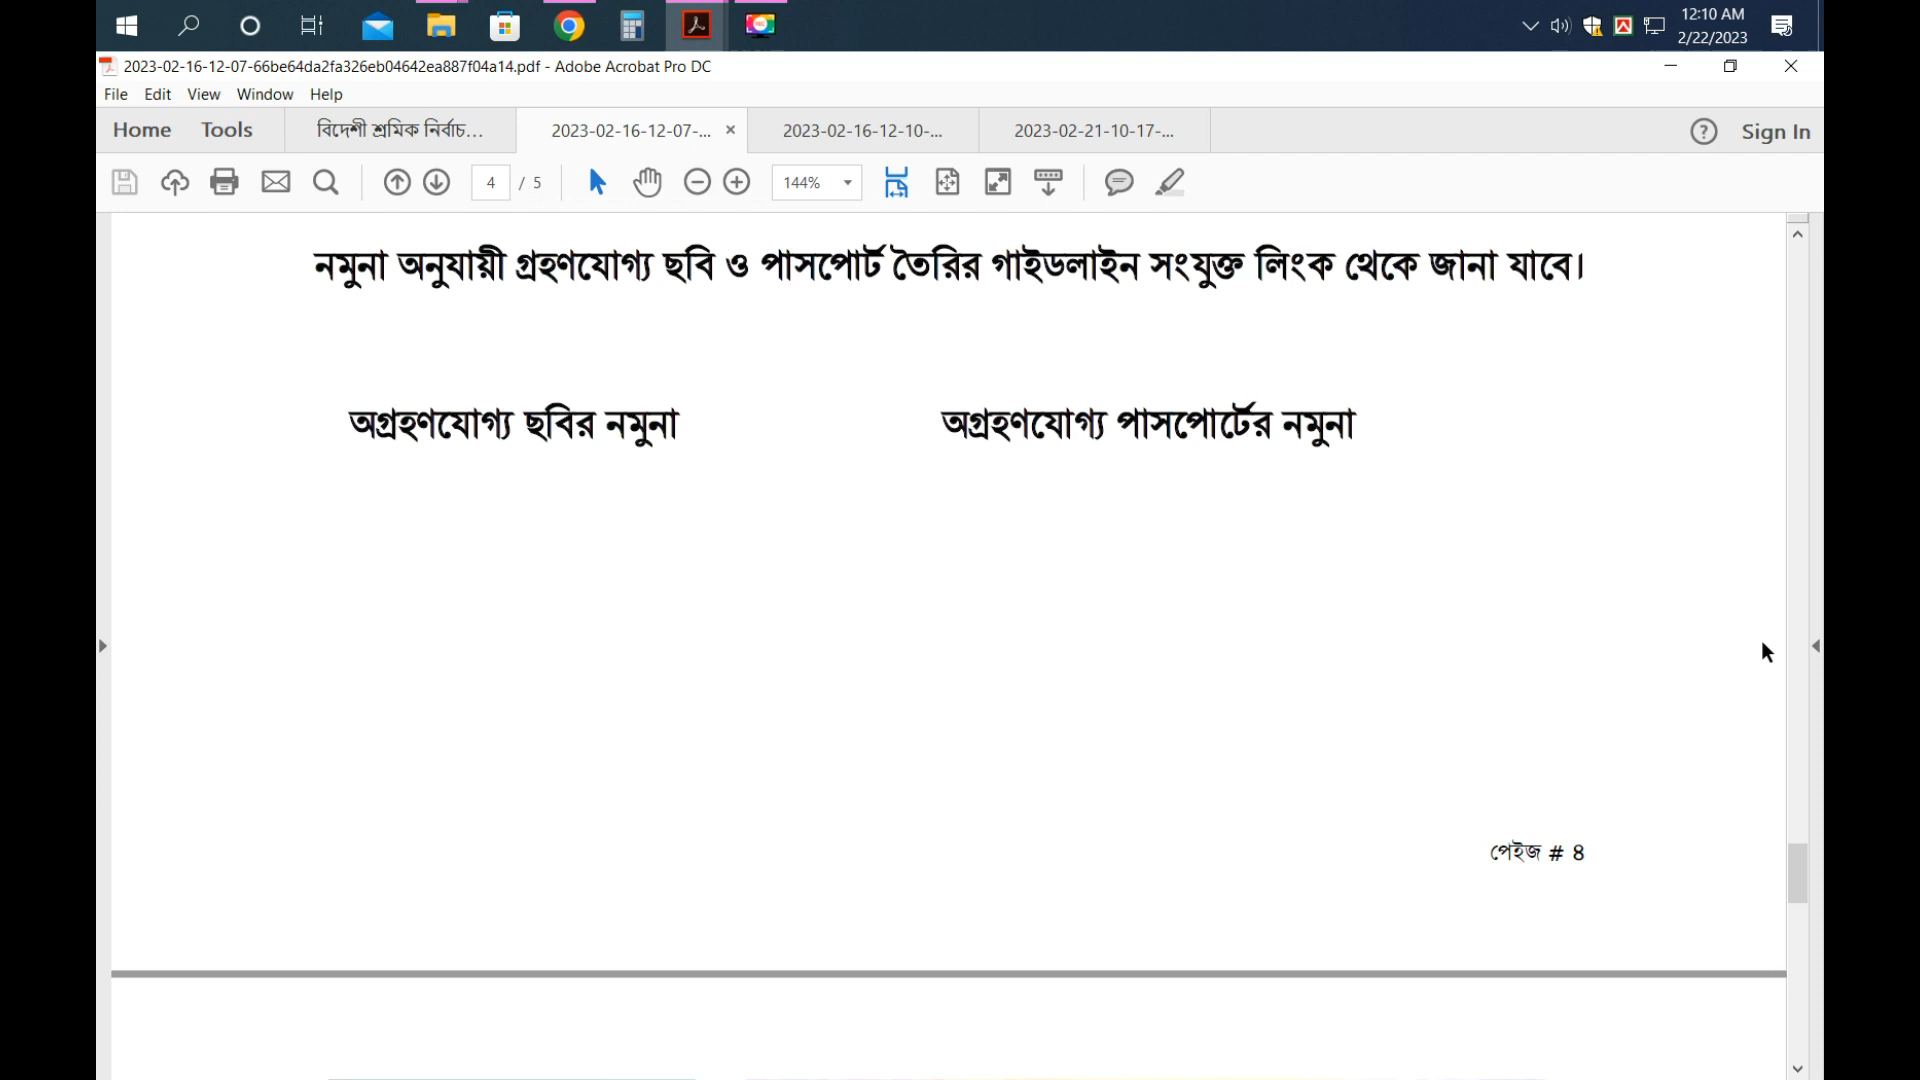 12:10 AM
2/22/2023
2023-02-16-12-07-66be64da2fa326eb04642ea887f04a14.pdf - Adobe Acrobat Pro DC
File Edit View Window Help
Home Tools বিদেশী শ্রমিক নির্বাচ... 2023-02-16-12-07-... × 2023-02-16-12-10-... 2023-02-21-10-17-... ? Sign In
4 / 5 144%
নমুনা অনুযায়ী গ্রহণযোগ্য ছবি ও পাসপোর্ট তৈরির গাইডলাইন সংযুক্ত লিংক থেকে জানা যাবে।
অগ্রহণযোগ্য ছবির নমুনা অগ্রহণযোগ্য পাসপোর্টের নমুনা
পেইজ # ৪